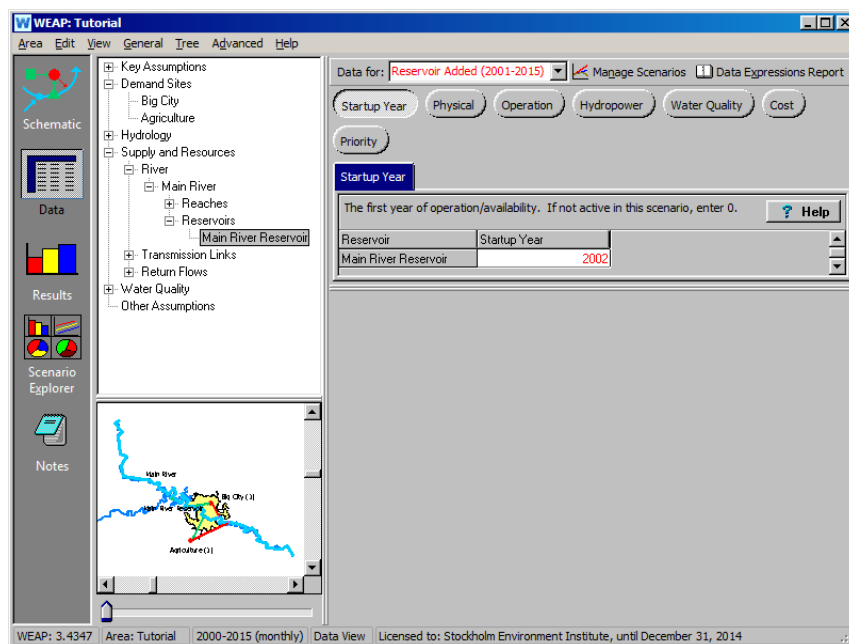 WEAP: Tutorial
Area Edit View General Tree Advanced Help
Schematic
Data
Results
Scenario
Explorer
Notes
Key Assumptions
Demand Sites
Big City
Agriculture
Hydrology
Supply and Resources
River
Main River
Reaches
Reservoirs
Main River Reservoir
Transmission Links
Return Flows
Water Quality
Other Assumptions
Data for: Reservoir Added (2001-2015) Manage Scenarios Data Expressions Report
Startup Year Physical Operation Hydropower Water Quality Cost
Priority
Startup Year
The first year of operation/availability. If not active in this scenario, enter 0. ? Help
Reservoir Startup Year
Main River Reservoir 2002
Main River
Big City (1)
Main River Reservoir
Agriculture (1)
WEAP: 3.4347 Area: Tutorial 2000-2015 (monthly) Data View Licensed to: Stockholm Environment Institute, until December 31, 2014